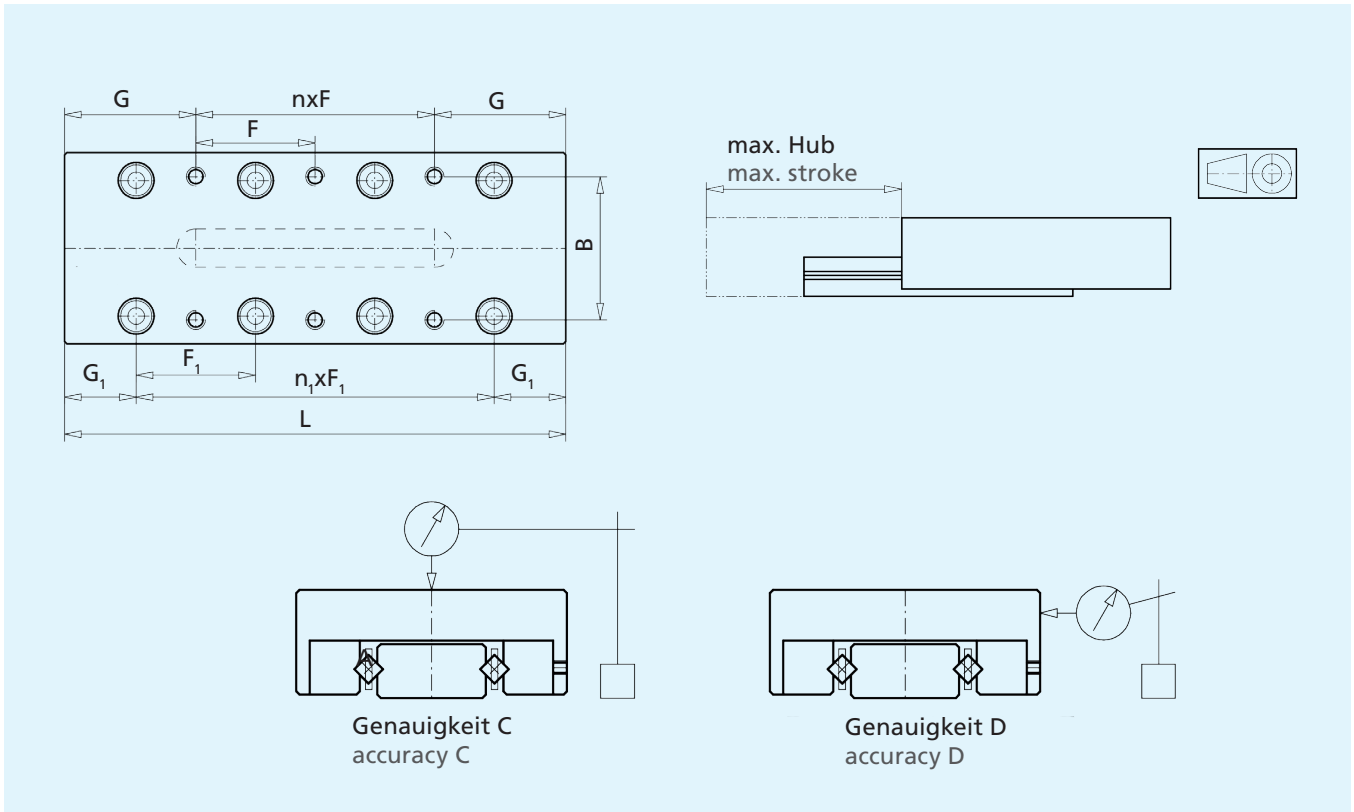 G nxF G
F
B
F₁
G₁ n₁xF₁ G₁
L
max. Hub
max. stroke
Genauigkeit C
accuracy C
Genauigkeit D
accuracy D